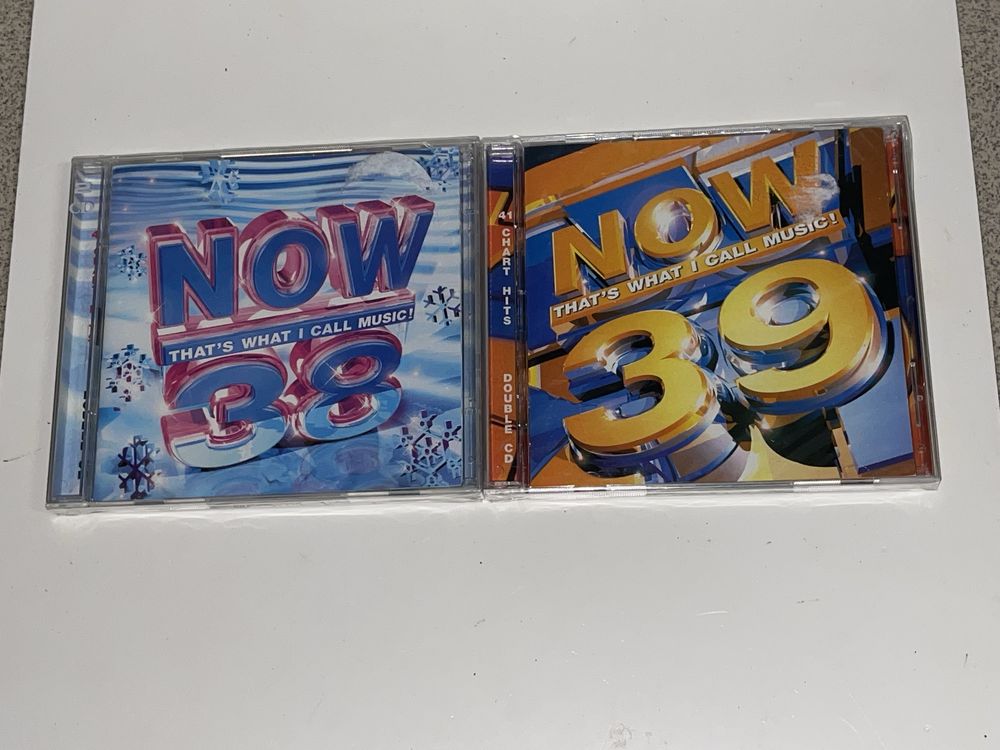 NOW
THAT'S WHAT I CALL MUSIC!
38
41 CHART HITS DOUBLE CD
NOW
THAT'S WHAT I CALL MUSIC!
39